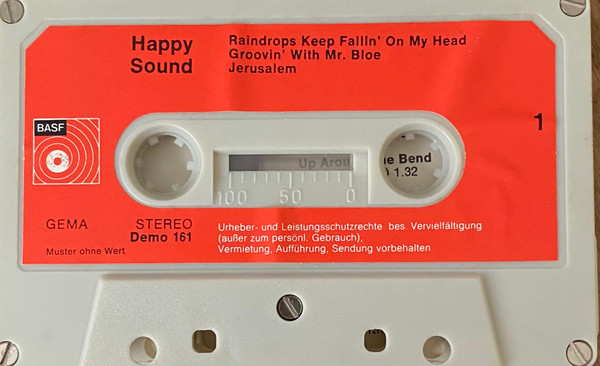 Happy
Sound
Raindrops Keep Fallin' On My Head
Groovin' With Mr. Bloe
Jerusalem
1
BASF
Up Arou
e Bend
1.32
100 50 0
GEMA
STEREO
Demo 161
Muster ohne Wert
Urheber- und Leistungsschutzrechte bes. Vervielfältigung
(außer zum persönl. Gebrauch),
Vermietung, Aufführung, Sendung vorbehalten